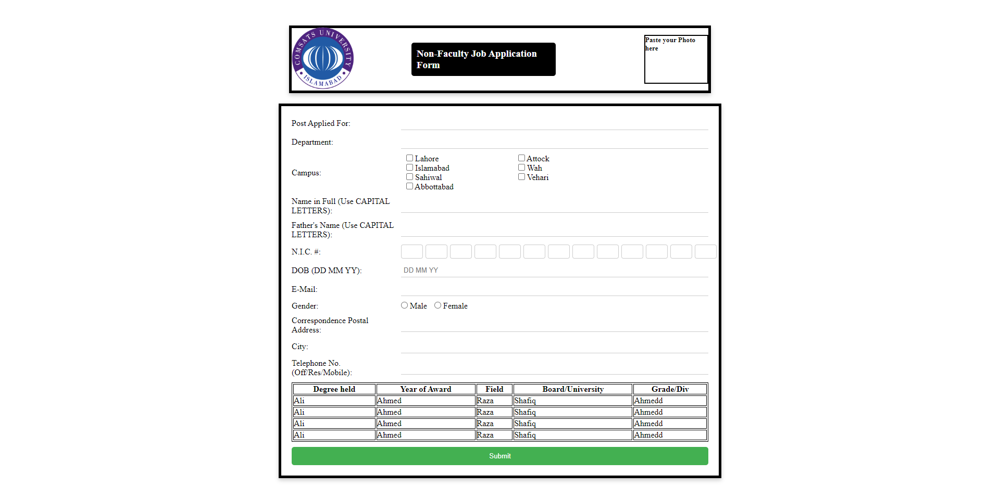 COMSATS UNIVERSITY
ISLAMABAD
Non-Faculty Job Application
Form
Paste your Photo
here
Post Applied For:
Department:
Campus:
Lahore Attock
Islamabad Wah
Sahiwal Vehari
Abbottabad
Name in Full (Use CAPITAL
LETTERS):
Father's Name (Use CAPITAL
LETTERS):
N.I.C. #:
DOB (DD MM YY): DD MM YY
E-Mail:
Gender: Male Female
Correspondence Postal
Address:
City:
Telephone No.
(Off/Res/Mobile):
Degree held Year of Award Field Board/University Grade/Div
Ali Ahmed Raza Shafiq Ahmedd
Ali Ahmed Raza Shafiq Ahmedd
Ali Ahmed Raza Shafiq Ahmedd
Ali Ahmed Raza Shafiq Ahmedd
Submit